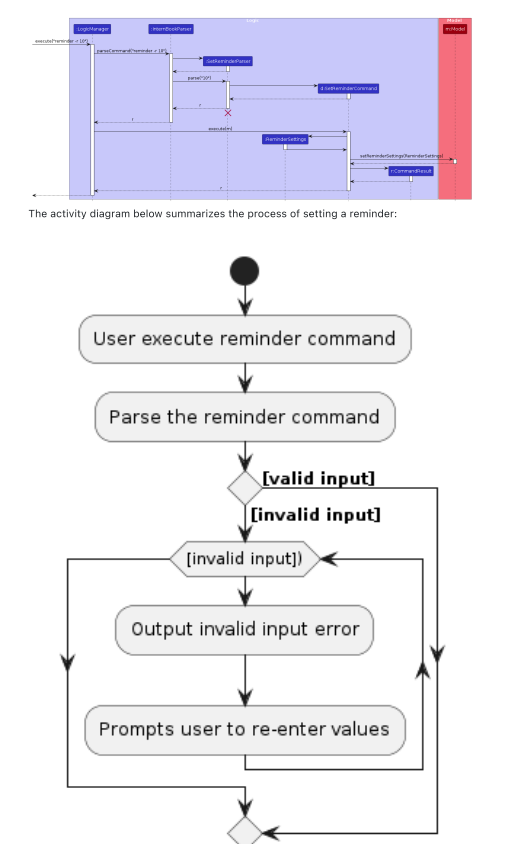 Logic
Model
:LogicManager
:InternBookParser
m:Model
execute("reminder r 10")
parseCommand("reminder r 10")
:SetReminderParser
parse("10")
d:SetReminderCommand
r
r
execute(m)
:ReminderSettings
setReminderSettings(ReminderSettings)
r:CommandResult
r
The activity diagram below summarizes the process of setting a reminder:
User execute reminder command
Parse the reminder command
[valid input]
[invalid input]
[invalid input])
Output invalid input error
Prompts user to re-enter values